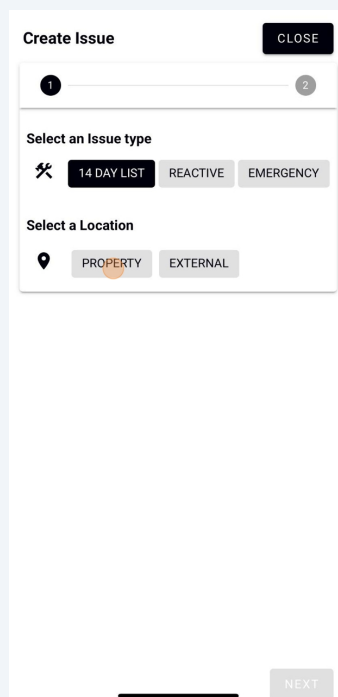 Create Issue
CLOSE
1
2
Select an Issue type
14 DAY LIST
REACTIVE
EMERGENCY
Select a Location
PROPERTY
EXTERNAL
NEXT